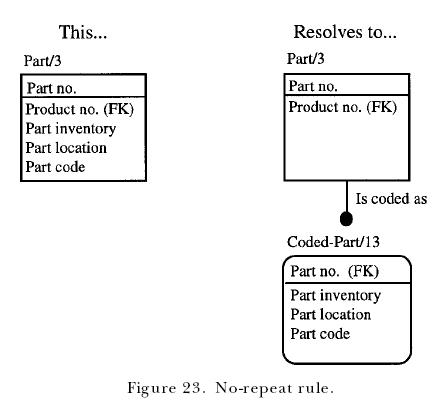 This...
Part/3
Part no.
Product no. (FK)
Part inventory
Part location
Part code
Resolves to...
Part/3
Part no.
Product no. (FK)
Is coded as
Coded-Part/13
Part no. (FK)
Part inventory
Part location
Part code
Figure 23. No-repeat rule.